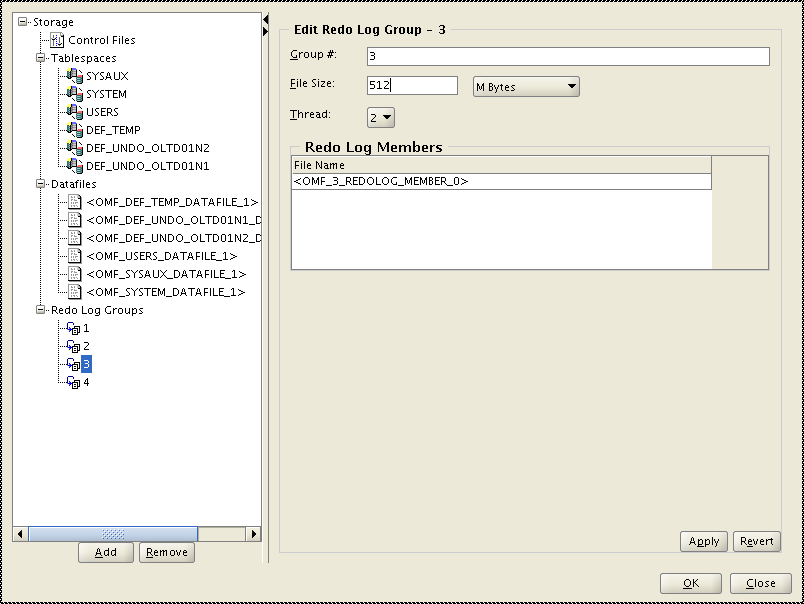 Storage
Control Files
Tablespaces
SYSAUX
SYSTEM
USERS
DEF_TEMP
DEF_UNDO_OLTD01N2
DEF_UNDO_OLTD01N1
Datafiles
<OMF_DEF_TEMP_DATAFILE_1>
<OMF_DEF_UNDO_OLTD01N1_D
<OMF_DEF_UNDO_OLTD01N2_D
<OMF_USERS_DATAFILE_1>
<OMF_SYSAUX_DATAFILE_1>
<OMF_SYSTEM_DATAFILE_1>
Redo Log Groups
1
2
3
4
Add Remove
Edit Redo Log Group - 3
Group #: 3
File Size: 512 M Bytes
Thread: 2
Redo Log Members
File Name
<OMF_3_REDOLOG_MEMBER_0>
Apply Revert
OK Close